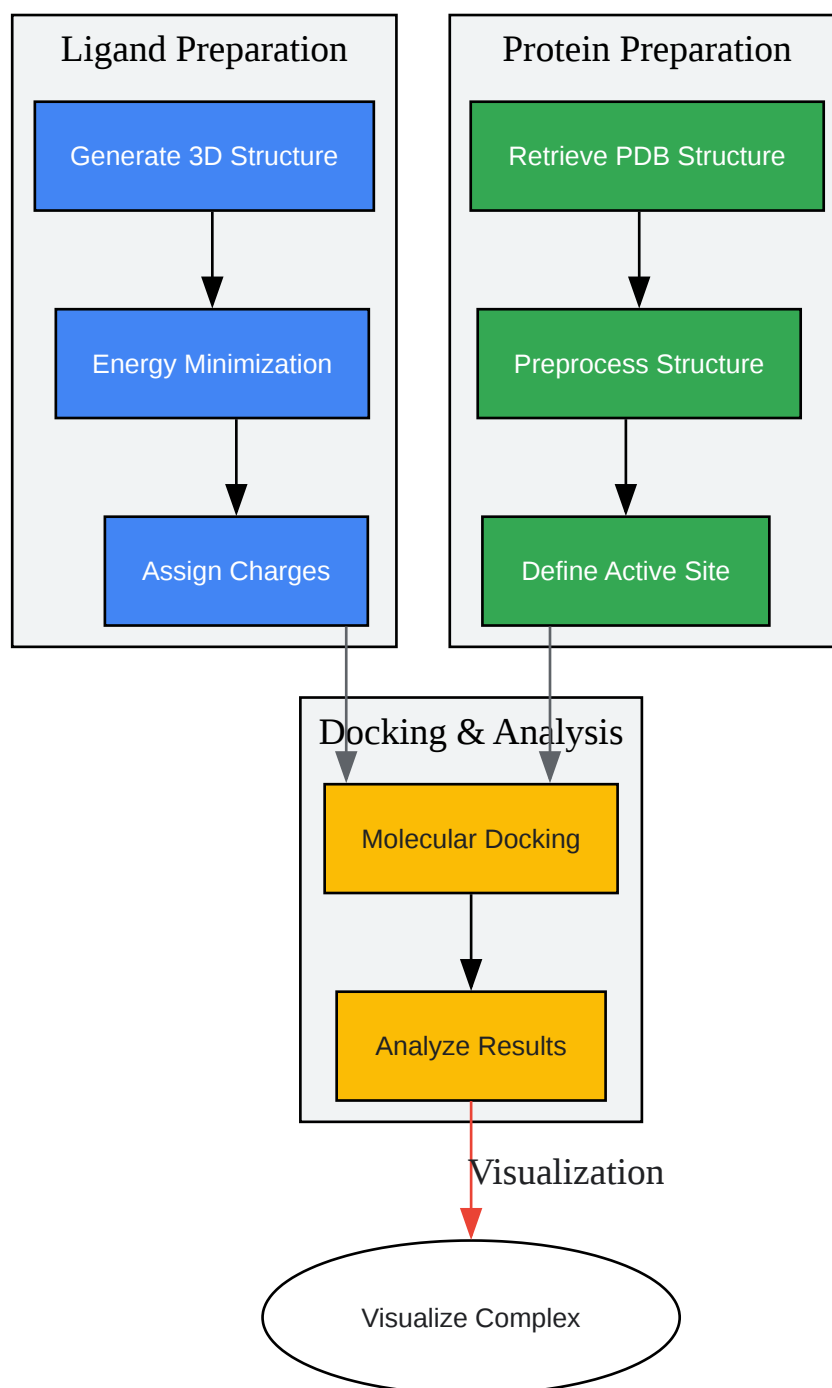 Ligand Preparation
Generate 3D Structure
Energy Minimization
Assign Charges
Protein Preparation
Retrieve PDB Structure
Preprocess Structure
Define Active Site
Docking & Analysis
Molecular Docking
Analyze Results
Visualization
Visualize Complex